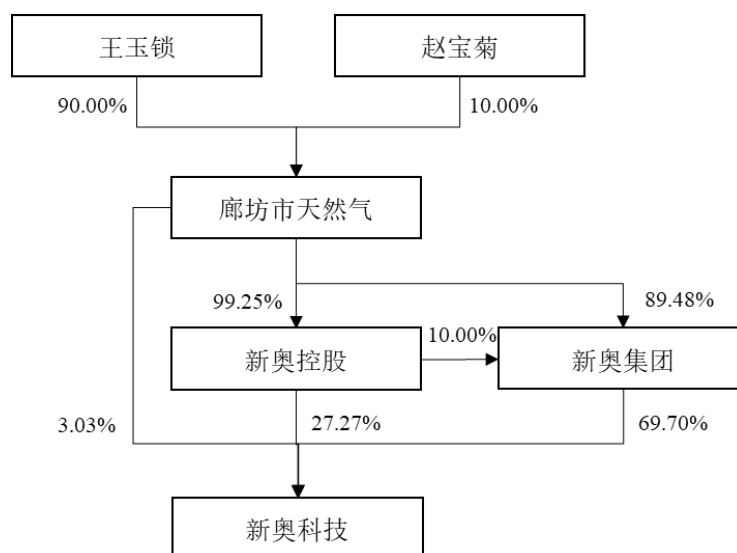 王玉锁
赵宝菊
90.00%
10.00%
廊坊市天然气
99.25%
89.48%
10.00%
新奥控股
新奥集团
3.03%
27.27%
69.70%
新奥科技